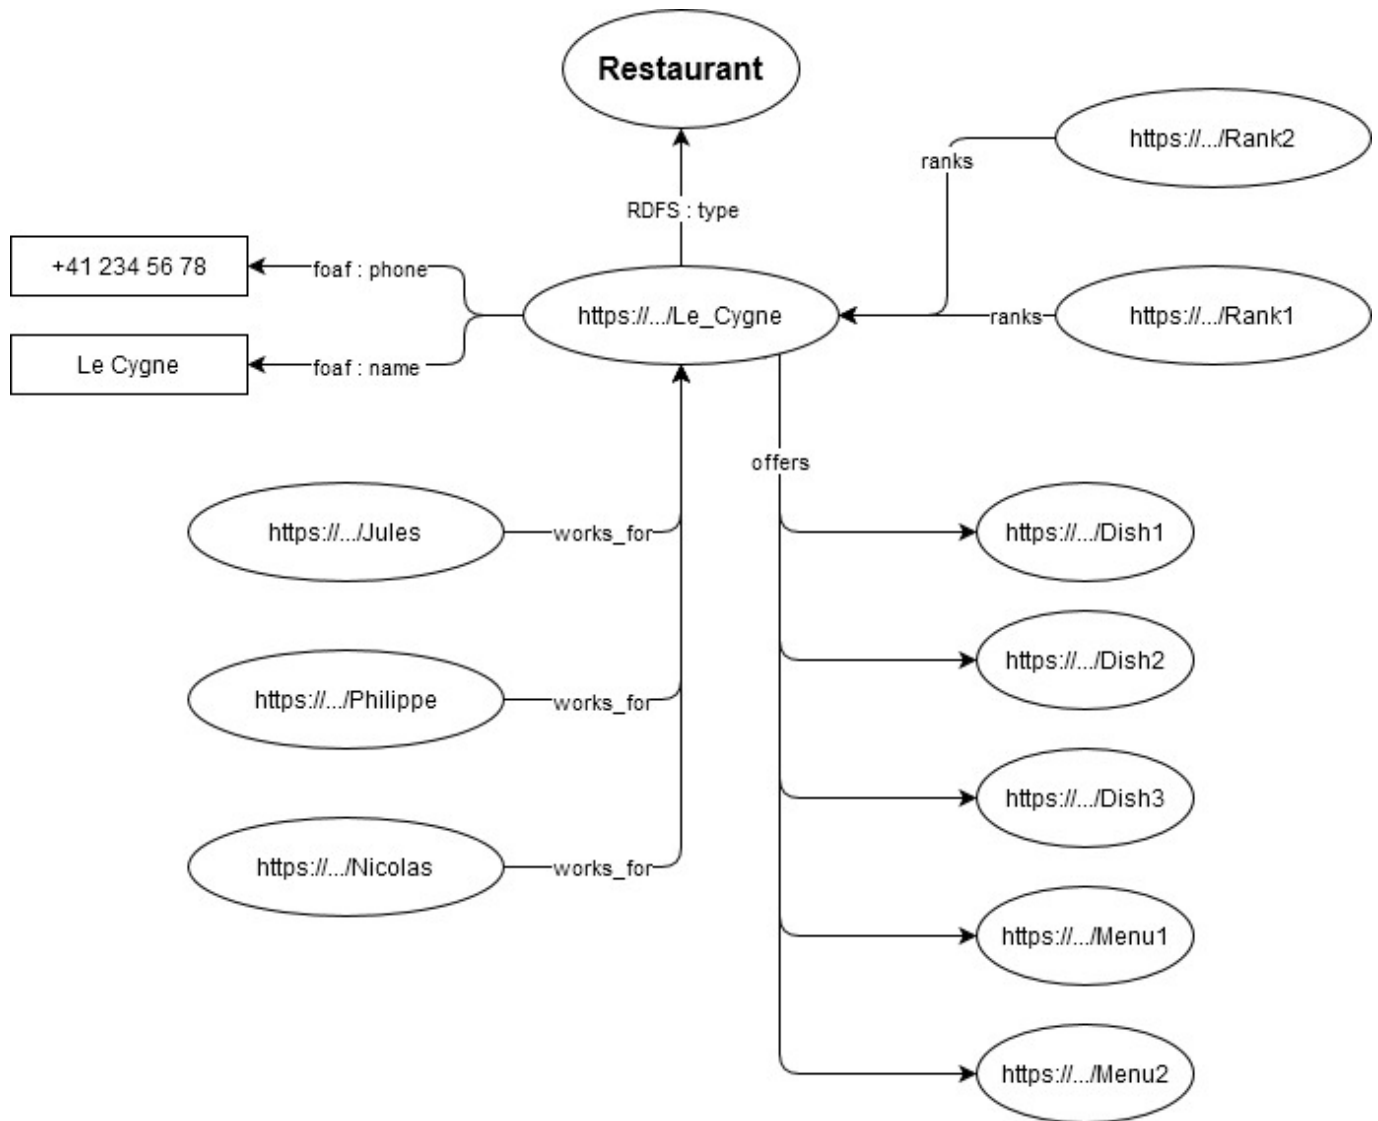 Restaurant
https://.../Rank2
ranks
RDFS : type
+41 234 56 78
foaf : phone
https://.../Le_Cygne
ranks
https://.../Rank1
Le Cygne
foaf : name
offers
https://.../Jules
works_for
https://.../Dish1
https://.../Dish2
https://.../Philippe
works_for
https://.../Dish3
https://.../Nicolas
works_for
https://.../Menu1
https://.../Menu2